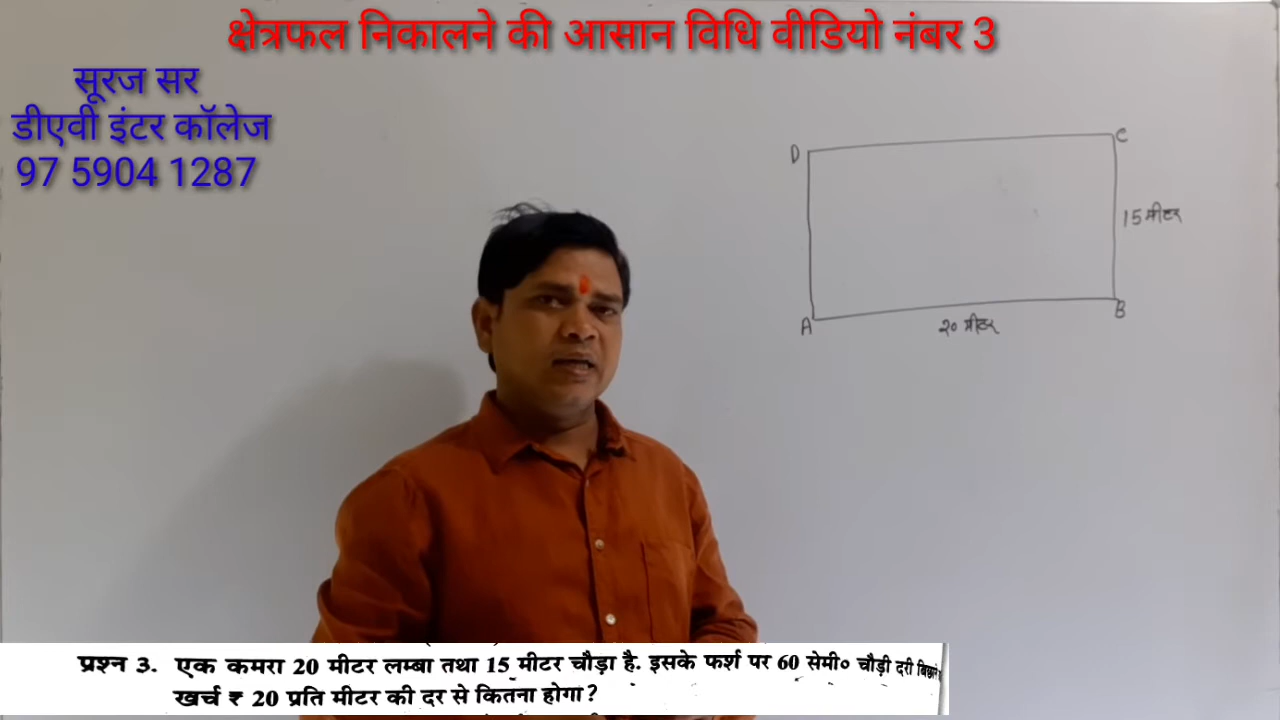 क्षेत्रफल निकालने की आसान विधि वीडियो नंबर 3
सूरज सर
डीएवी इंटर कॉलेज
97 5904 1287
D
C
15 मीटर
A
B
20 मीटर
प्रश्न 3. एक कमरा 20 मीटर लम्बा तथा 15 मीटर चौड़ा है. इसके फर्श पर 60 सेमी० चौड़ी दरी
खर्च ₹ 20 प्रति मीटर की दर से कितना होगा?